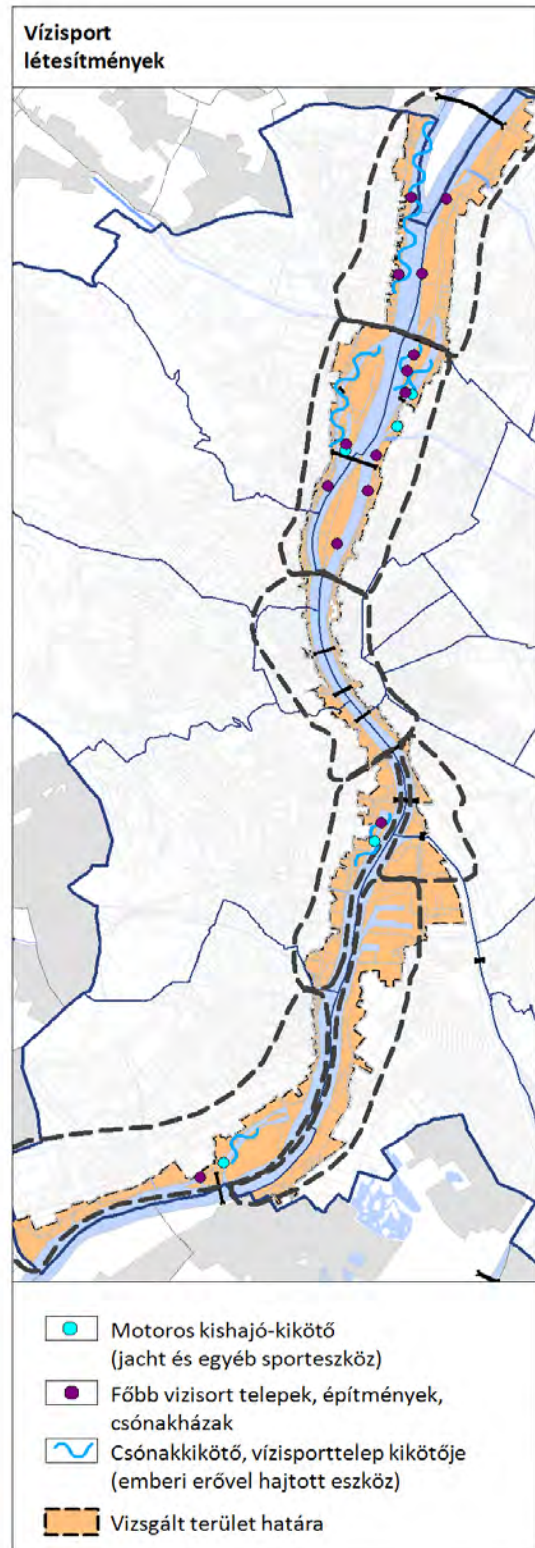 Vízisport
létesítmények
Motoros kishajó-kikötő
(jacht és egyéb sporteszköz)
Főbb vizisort telepek, építmények,
csónakházak
Csónakkikötő, vízisporttelep kikötője
(emberi erővel hajtott eszköz)
Vizsgált terület határa